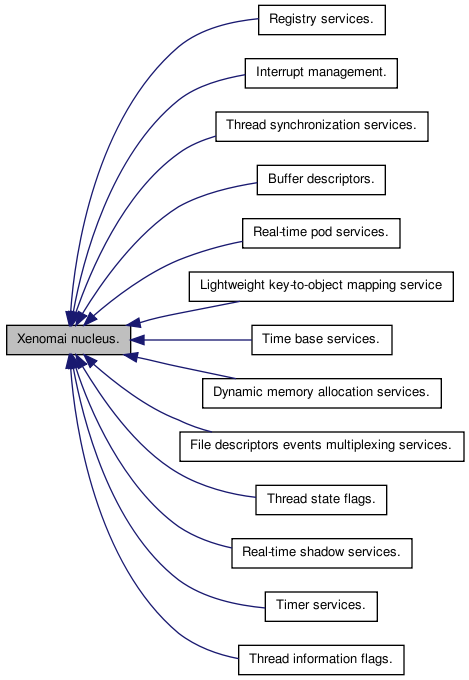 Registry services.
Interrupt management.
Thread synchronization services.
Buffer descriptors.
Real-time pod services.
Lightweight key-to-object mapping service
Xenomai nucleus.
Time base services.
Dynamic memory allocation services.
File descriptors events multiplexing services.
Thread state flags.
Real-time shadow services.
Timer services.
Thread information flags.